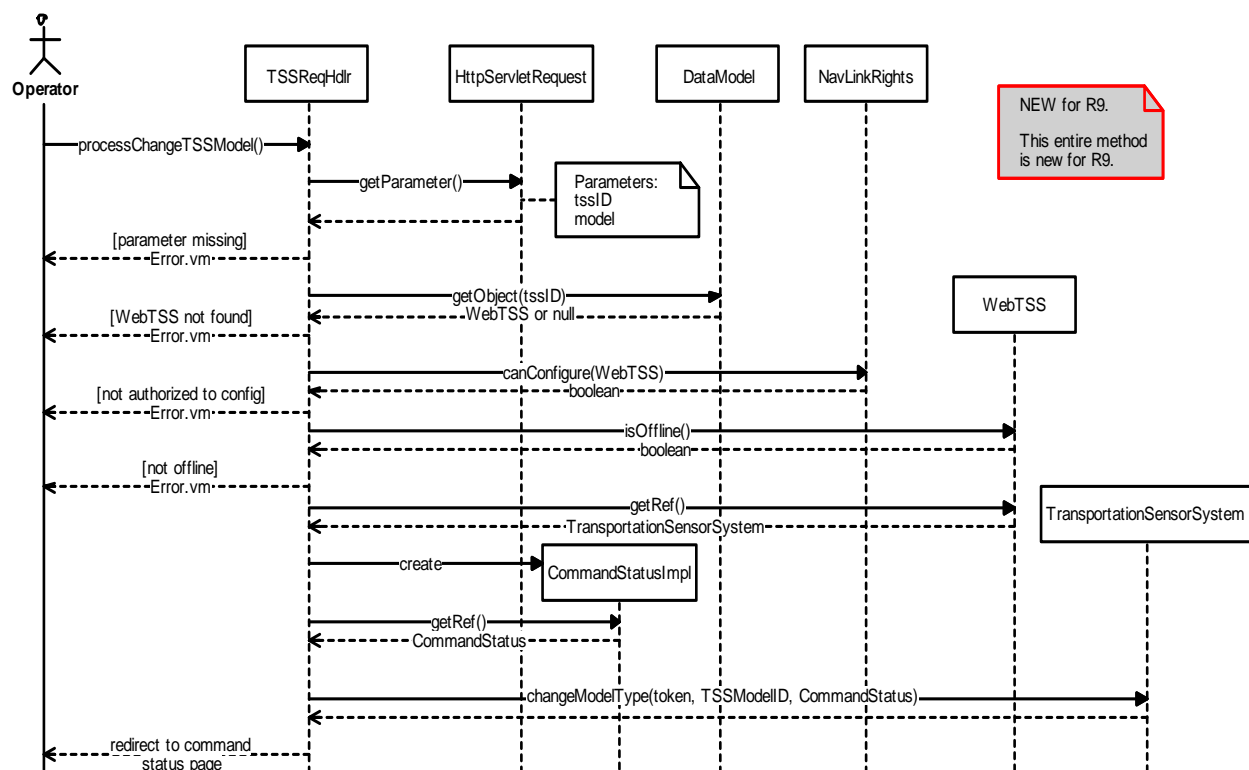 Operator
TSSReqHdlr
HttpServletRequest
DataModel
NavLinkRights
NEW for R9.
This entire method
is new for R9.
processChangeTSSModel()
getParameter()
Parameters:
tssID
model
[parameter missing]
Error.vm
getObject(tssID)
WebTSS or null
[WebTSS not found]
Error.vm
WebTSS
canConfigure(WebTSS)
boolean
[not authorized to config]
Error.vm
isOffline()
boolean
[not offline]
Error.vm
getRef()
TransportationSensorSystem
TransportationSensorSystem
create
CommandStatusImpl
getRef()
CommandStatus
changeModelType(token, TSSModelID, CommandStatus)
redirect to command
status page